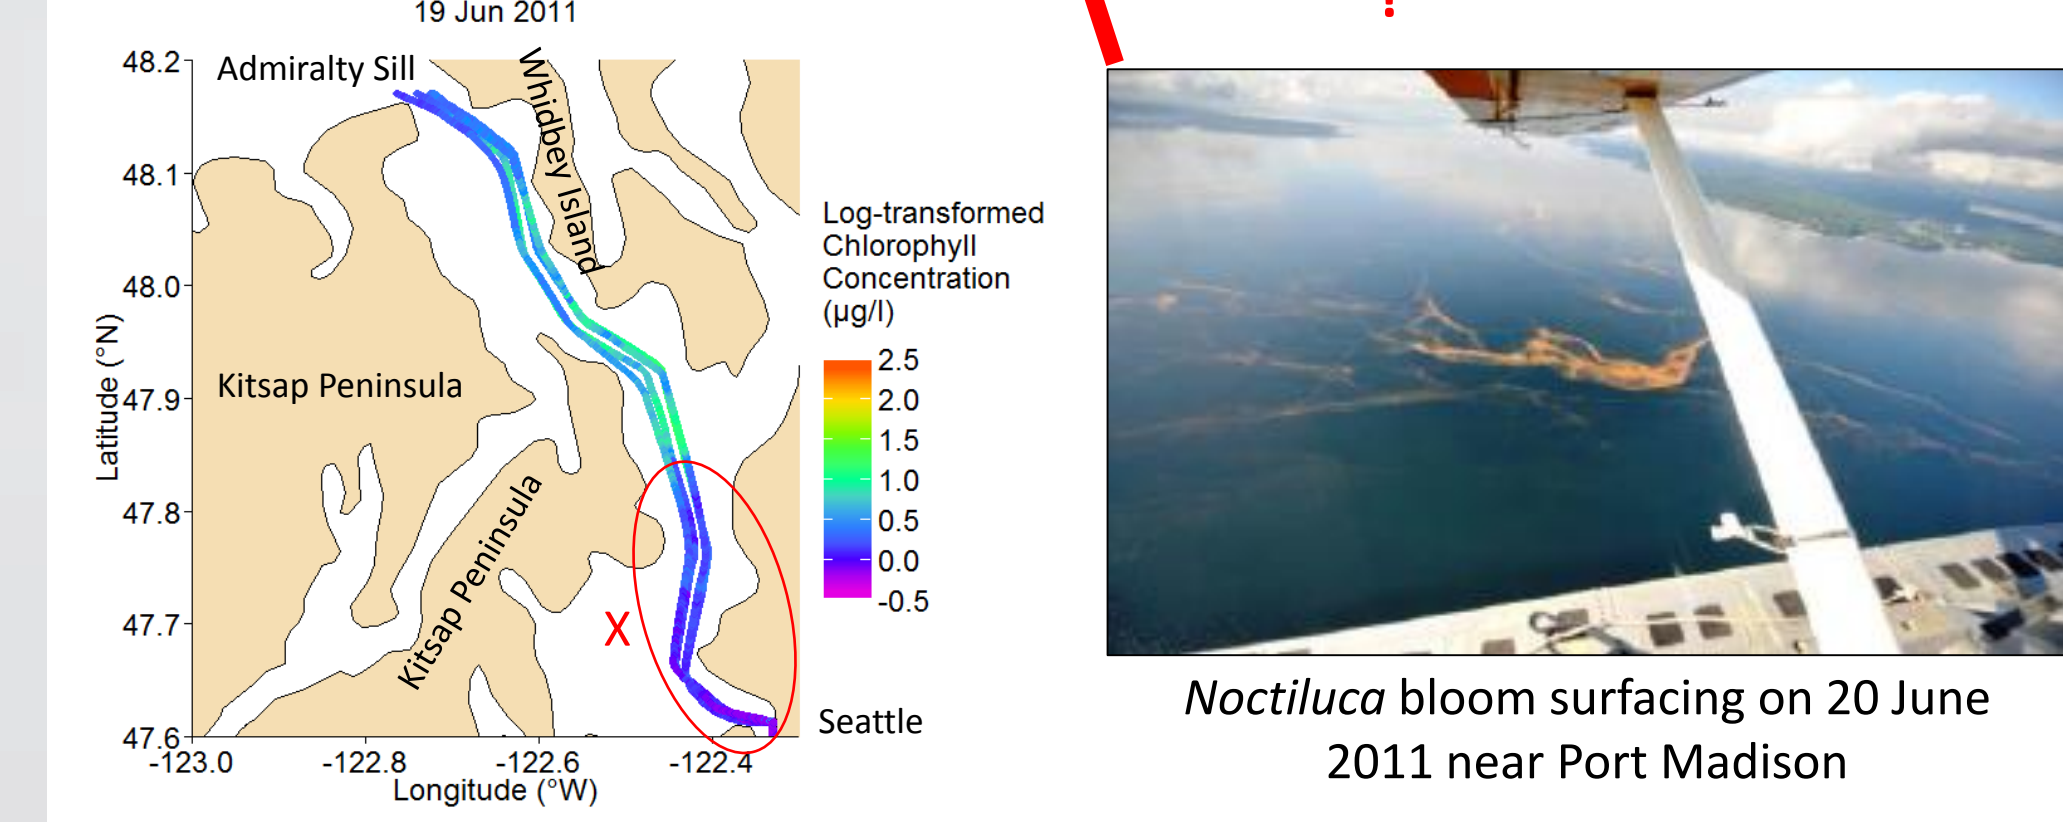 19 Jun 2011
48.2
48.1
48.0
47.9
47.8
47.7
47.6
Latitude (°N)
Admiralty Sill
Whidbey Island
Kitsap Peninsula
Kitsap Peninsula
X
Seattle
-123.0
-122.8
-122.6
-122.4
Longitude (°W)
Log-transformed
Chlorophyll
Concentration
(µg/l)
2.5
2.0
1.5
1.0
0.5
0.0
-0.5
Noctiluca bloom surfacing on 20 June
2011 near Port Madison